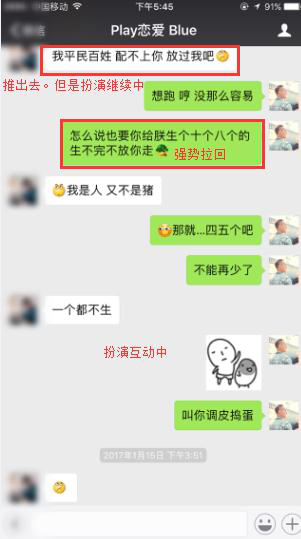 中国移动
下午5:45
Play恋爱 Blue
我平民百姓 配不上你 放过我吧
推出去。但是扮演继续中
想跑 哼 没那么容易
怎么说也要你给朕生个十个八个的
生不完不放你走
强势拉回
我是人 又不是猪
那就...四五个吧
不能再少了
一个都不生
扮演互动中
叫你调皮捣蛋
2017年1月15日 下午3:51